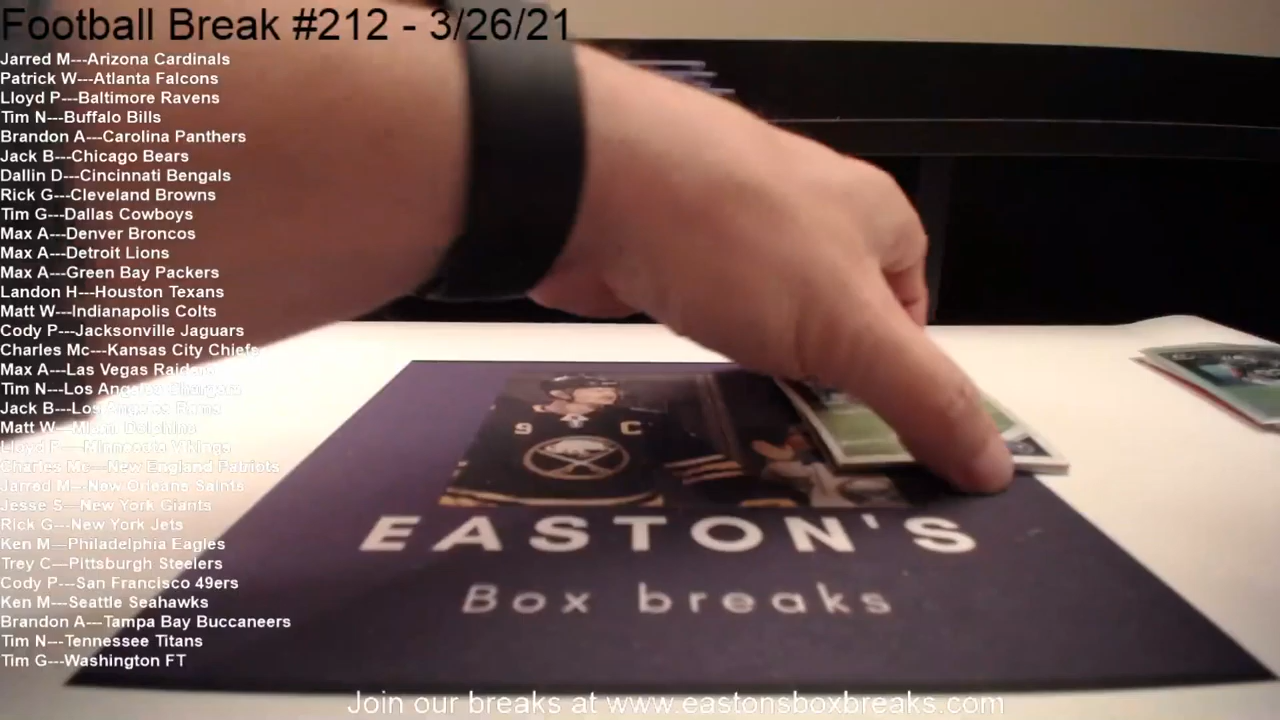 Football Break #212 - 3/26/21
Jarred M---Arizona Cardinals
Patrick W---Atlanta Falcons
Lloyd P---Baltimore Ravens
Tim N---Buffalo Bills
Brandon A---Carolina Panthers
Jack B---Chicago Bears
Dallin D---Cincinnati Bengals
Rick G---Cleveland Browns
Tim G---Dallas Cowboys
Max A---Denver Broncos
Max A---Detroit Lions
Max A---Green Bay Packers
Landon H---Houston Texans
Matt W---Indianapolis Colts
Cody P---Jacksonville Jaguars
Charles Mc---Kansas City Chiefs
Max A---Las Vegas Raiders
Tim N---Los Angeles Chargers
Jack B---Los Angeles Rams
Matt W---Miami Dolphins
Lloyd P---Minnesota Vikings
Charles Mc---New England Patriots
Jarred M---New Orleans Saints
Jesse S---New York Giants
Rick G---New York Jets
Ken M---Philadelphia Eagles
Trey C---Pittsburgh Steelers
Cody P---San Francisco 49ers
Ken M---Seattle Seahawks
Brandon A---Tampa Bay Buccaneers
Tim N---Tennessee Titans
Tim G---Washington FT
9 C
EASTON'S
Box breaks
Join our breaks at www.eastonsboxbreaks.com